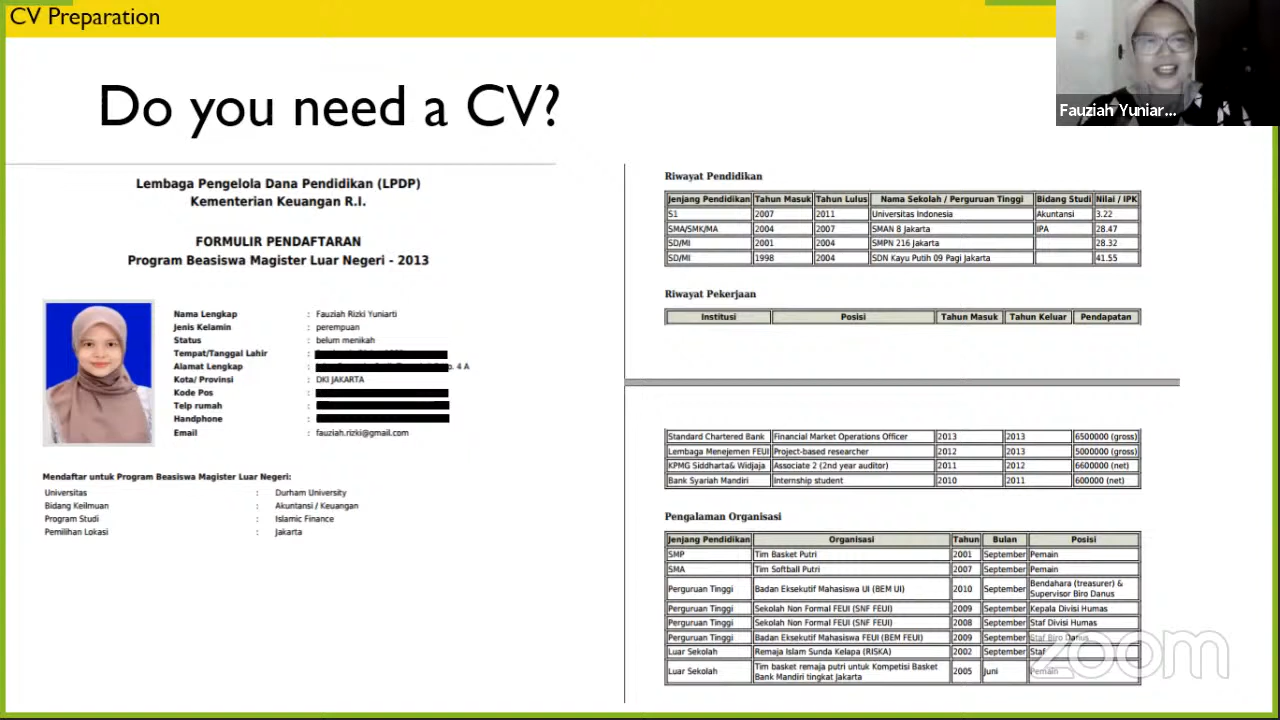 CV Preparation
Do you need a CV?
Fauziah Yuniar...
Lembaga Pengelola Dana Pendidikan (LPDP)
Kementerian Keuangan R.I.
FORMULIR PENDAFTARAN
Program Beasiswa Magister Luar Negeri - 2013
Nama Lengkap : Fauziah Rizki Yuniarti
Jenis Kelamin : perempuan
Status : belum menikah
Tempat/Tanggal Lahir :
Alamat Lengkap : 4 A
Kota/ Provinsi : DKI JAKARTA
Kode Pos :
Telp rumah :
Handphone :
Email : fauziah.rizki@gmail.com
Mendaftar untuk Program Beasiswa Magister Luar Negeri:
Universitas : Durham University
Bidang Keilmuan : Akuntansi / Keuangan
Program Studi : Islamic Finance
Pemilihan Lokasi : Jakarta
Riwayat Pendidikan
Jenjang Pendidikan Tahun Masuk Tahun Lulus Nama Sekolah / Perguruan Tinggi Bidang Studi Nilai / IPK
S1 2007 2011 Universitas Indonesia Akuntansi 3.22
SMA/SMK/MA 2004 2007 SMAN 8 Jakarta IPA 28.47
SD/MI 2001 2004 SMPN 216 Jakarta 28.32
SD/MI 1998 2004 SDN Kayu Putih 09 Pagi Jakarta 41.55
Riwayat Pekerjaan
Institusi Posisi Tahun Masuk Tahun Keluar Pendapatan
Standard Chartered Bank Financial Market Operations Officer 2013 2013 6500000 (gross)
Lembaga Menejemen FEUI Project-based researcher 2012 2013 5000000 (gross)
KPMG Siddharta& Widjaja Associate 2 (2nd year auditor) 2011 2012 6600000 (net)
Bank Syariah Mandiri Internship student 2010 2011 600000 (net)
Pengalaman Organisasi
Jenjang Pendidikan Organisasi Tahun Bulan Posisi
SMP Tim Basket Putri 2001 September Pemain
SMA Tim Softball Putri 2007 September Pemain
Perguruan Tinggi Badan Eksekutif Mahasiswa UI (BEM UI) 2010 September Bendahara (treasurer) &
Supervisor Biro Danus
Perguruan Tinggi Sekolah Non Formal FEUI (SNF FEUI) 2009 September Kepala Divisi Humas
Perguruan Tinggi Sekolah Non Formal FEUI (SNF FEUI) 2008 September Staf Divisi Humas
Perguruan Tinggi Badan Eksekutif Mahasiswa FEUI (BEM FEUI) 2009 September Staf Biro Danus
Luar Sekolah Remaja Islam Sunda Kelapa (RISKA) 2002 September Staf
Luar Sekolah Tim basket remaja putri untuk Kompetisi Basket
Bank Mandiri tingkat Jakarta 2005 Juni Pemain
zoom